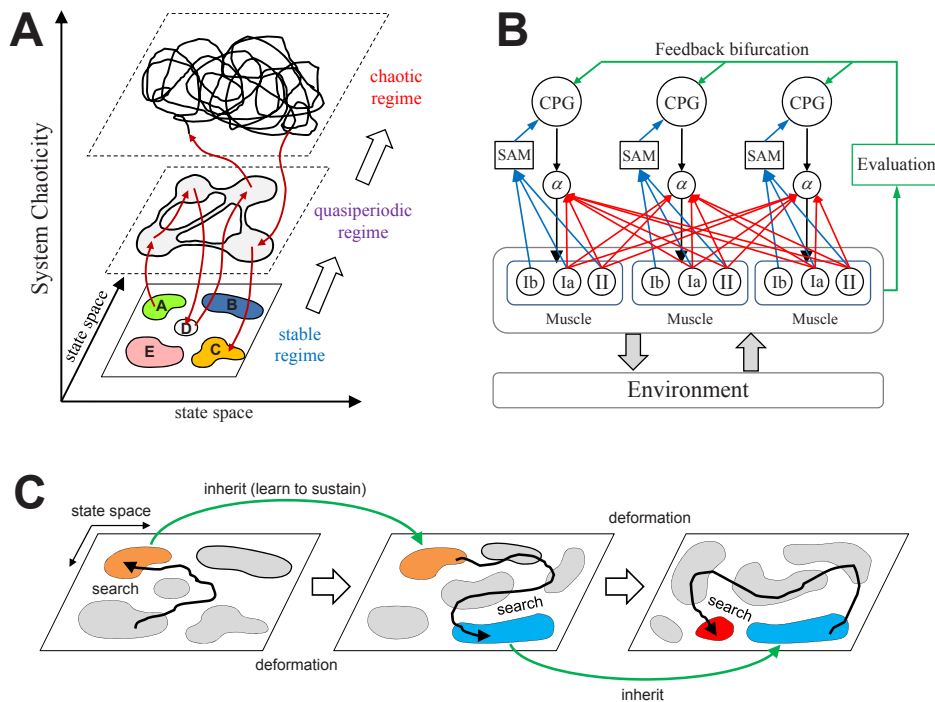 A
System Chaoticity
chaotic
regime
quasiperiodic
regime
stable
regime
A
B
D
E
C
state space
state space
B
Feedback bifurcation
CPG
CPG
CPG
SAM
SAM
SAM
Evaluation
α
α
α
Ib
Ia
II
Ib
Ia
II
Ib
Ia
II
Muscle
Muscle
Muscle
Environment
C
inherit (learn to sustain)
state space
deformation
search
search
search
deformation
inherit